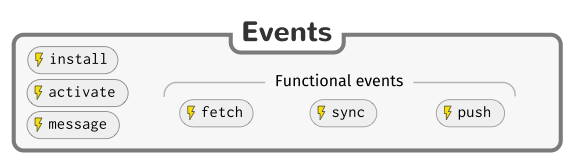 Events
install
activate
message
Functional events
fetch
sync
push